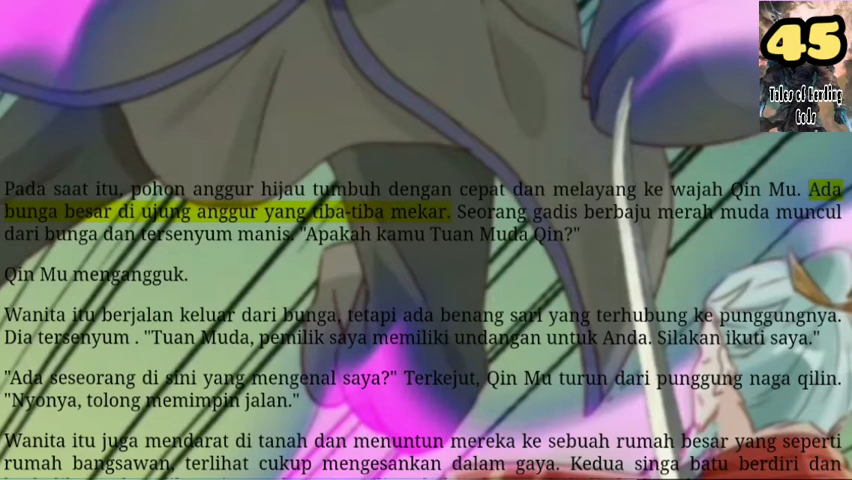 45
Tales of Herding
Gods
Pada saat itu, pohon anggur hijau tumbuh dengan cepat dan melayang ke wajah Qin Mu. Ada
bunga besar di ujung anggur yang tiba-tiba mekar. Seorang gadis berbaju merah muda muncul
dari bunga dan tersenyum manis. "Apakah kamu Tuan Muda Qin?"
Qin Mu mengangguk.
Wanita itu berjalan keluar dari bunga, tetapi ada benang sari yang terhubung ke punggungnya.
Dia tersenyum . "Tuan Muda, pemilik saya memiliki undangan untuk Anda. Silakan ikuti saya."
"Ada seseorang di sini yang mengenal saya?" Terkejut, Qin Mu turun dari punggung naga qilin.
"Nyonya, tolong memimpin jalan."
Wanita itu juga mendarat di tanah dan menuntun mereka ke sebuah rumah besar yang seperti
rumah bangsawan, terlihat cukup mengesankan dalam gaya. Kedua singa batu berdiri dan